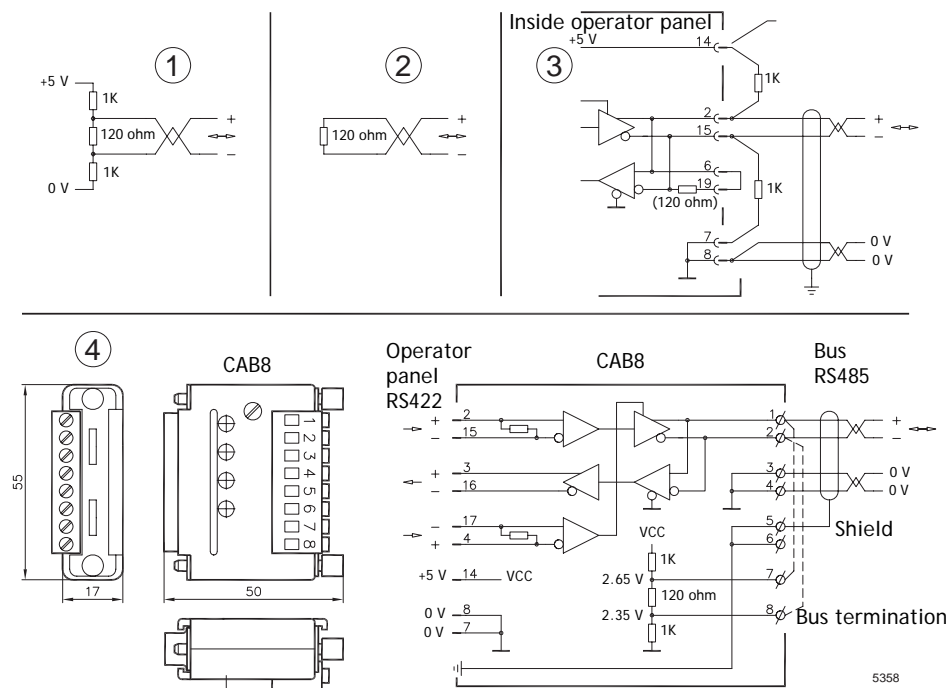 1
+5 V
1K
120 ohm
1K
0 V
+
−
2
120 ohm
+
−
Inside operator panel
3
+5 V
14
1K
2
15
+
−
6
19
(120 ohm)
1K
7
8
0 V
0 V
4
CAB8
55
17
50
1
2
3
4
5
6
7
8
Operator
panel
RS422
CAB8
Bus
RS485
+ 2
− 15
1
2
+
−
+ 3
− 16
3
4
0 V
0 V
− 17
+ 4
5
6
Shield
VCC
+5 V 14 VCC
1K
2.65 V
7
120 ohm
0 V 8
0 V 7
2.35 V
8
1K
Bus termination
5358